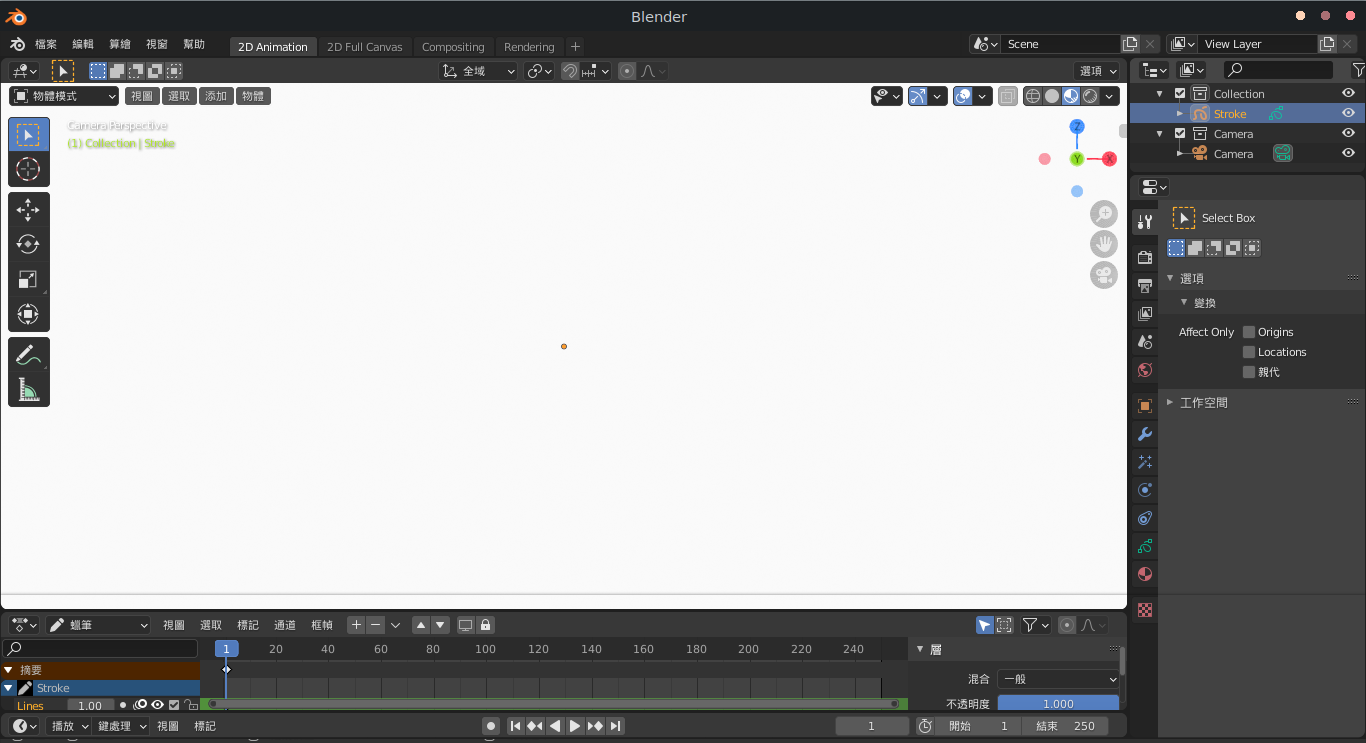 Blender
檔案 編輯 算繪 視窗 幫助 2D Animation 2D Full Canvas Compositing Rendering + Scene View Layer
全域 選項
物體模式 視圖 選取 添加 物體
Camera Perspective
(1) Collection | Stroke
Z
Y X
Collection
Stroke
Camera
Camera
Select Box
選項
變換
Affect Only Origins
Locations
親代
工作空間
蠟筆 視圖 選取 標記 通道 框幀
1 20 40 60 80 100 120 140 160 180 200 220 240 層
摘要
混合 一般
Stroke
Lines 1.00 不透明度 1.000
播放 鍵處理 視圖 標記 1 開始 1 結束 250